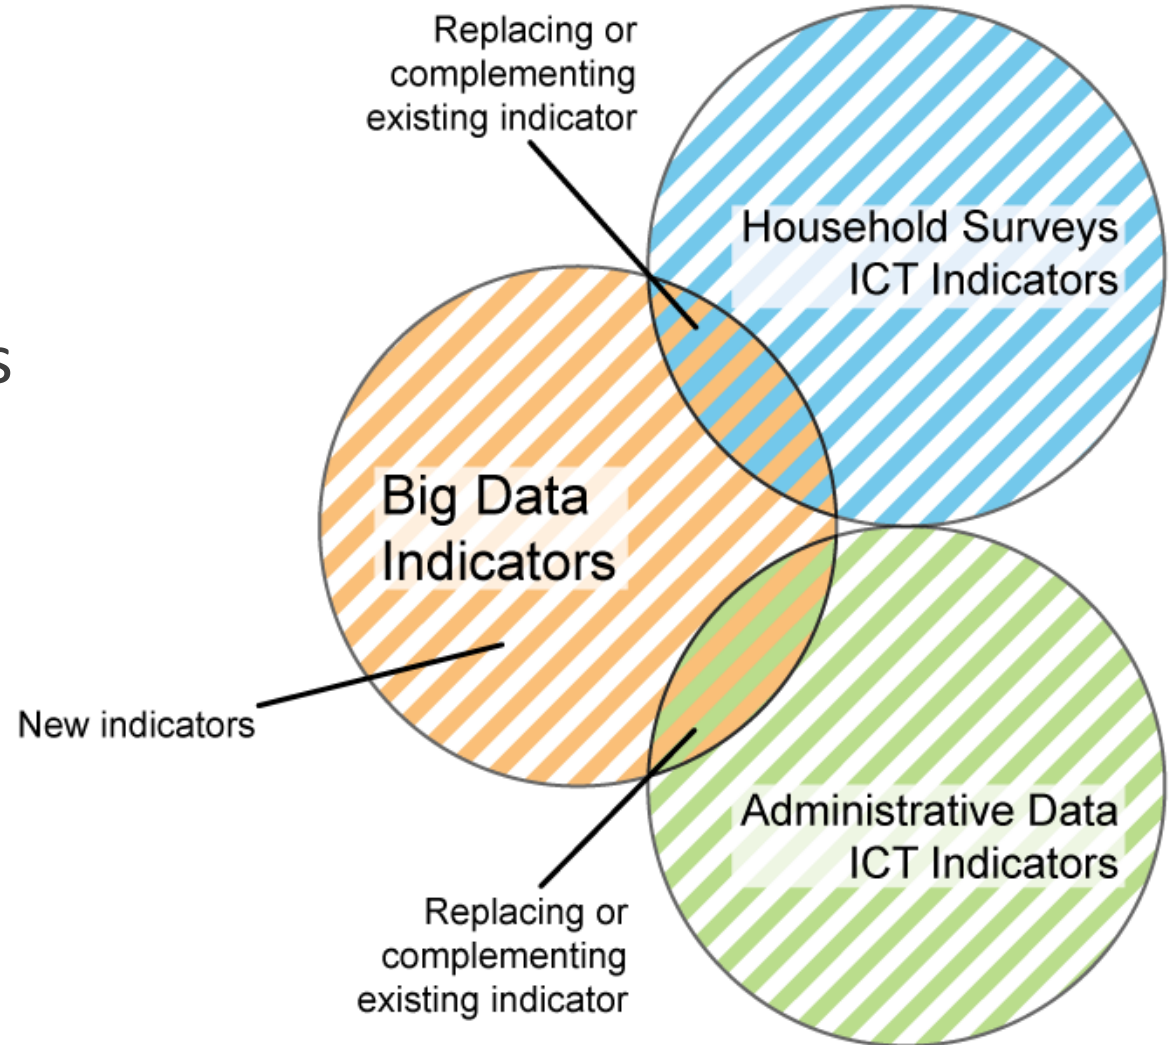 Replacing or
complementing
existing indicator
Household Surveys
ICT Indicators
s
Big Data
Indicators
New indicators
Administrative Data
ICT Indicators
Replacing or
complementing
existing indicator